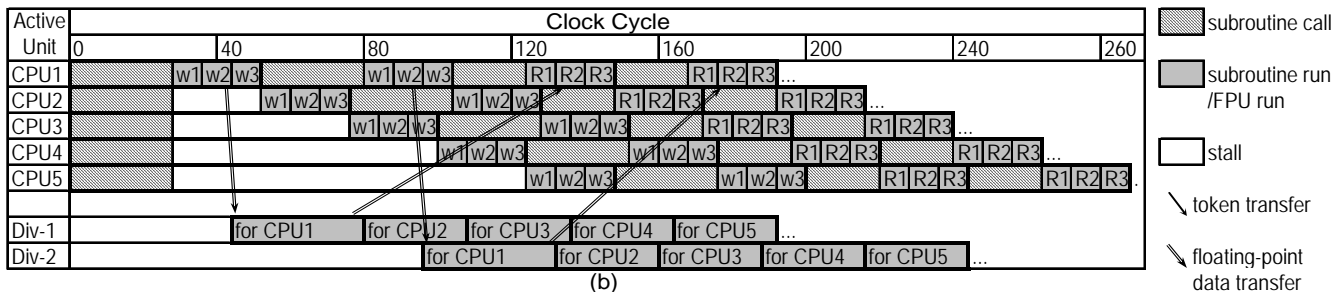 Active Unit Clock Cycle
0 40 80 120 160 200 240 260
CPU1 w1 w2 w3 w1 w2 w3 R1 R2 R3 R1 R2 R3 ...
CPU2 w1 w2 w3 w1 w2 w3 R1 R2 R3 R1 R2 R3 ...
CPU3 w1 w2 w3 w1 w2 w3 R1 R2 R3 R1 R2 R3 ...
CPU4 w1 w2 w3 w1 w2 w3 R1 R2 R3 R1 R2 R3 ...
CPU5 w1 w2 w3 w1 w2 w3 R1 R2 R3 R1 R2 R3 .
Div-1 for CPU1 for CPU2 for CPU3 for CPU4 for CPU5 ...
Div-2 for CPU1 for CPU2 for CPU3 for CPU4 for CPU5 ...
(b)
subroutine call
subroutine run
/FPU run
stall
token transfer
floating-point
data transfer